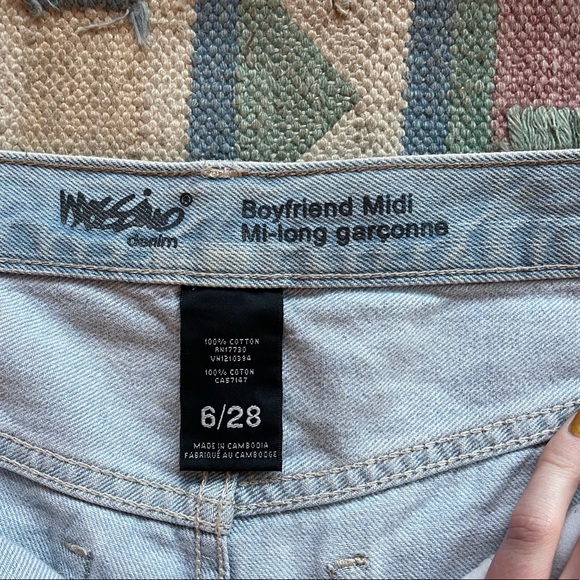 Mossimo®
denim
Boyfriend Midi
Mi-long garçonne
100% COTTON
RN17730
VN1210394
100% COTON
CA57147
6/28
MADE IN CAMBODIA
FABRIQUÉ AU CAMBODGE